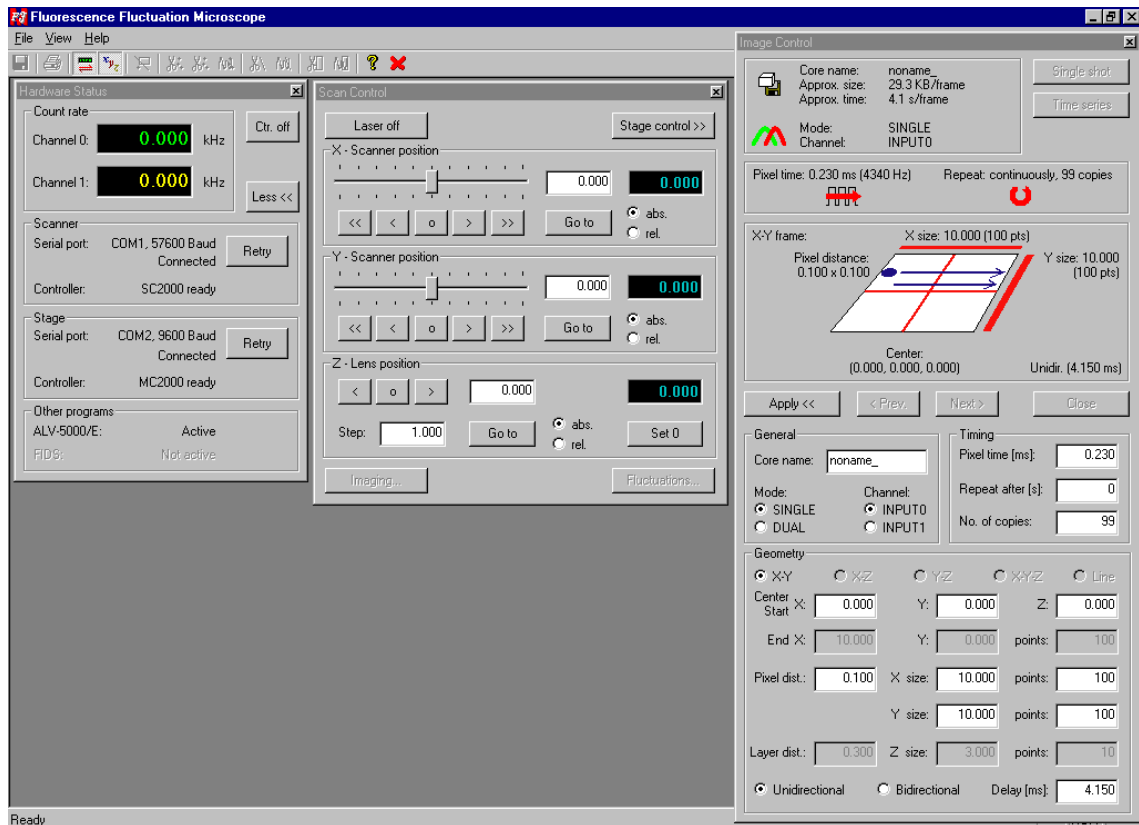 Fluorescence Fluctuation Microscope
File View Help
Hardware Status
Count rate
Channel 0: 0.000 kHz
Ctr. off
Channel 1: 0.000 kHz
Less <<
Scanner
Serial port: COM1, 57600 Baud
Connected
Retry
Controller: SC2000 ready
Stage
Serial port: COM2, 9600 Baud
Connected
Retry
Controller: MC2000 ready
Other programs
ALV-5000/E: Active
FIDS: Not active
Scan Control
Laser off
Stage control >>
X - Scanner position
0.000 0.000
<< < o > >> Go to
abs.
rel.
Y - Scanner position
0.000 0.000
<< < o > >> Go to
abs.
rel.
Z - Lens position
< o > 0.000 0.000
Step: 1.000 Go to
abs.
rel.
Set 0
Imaging...
Fluctuations...
Image Control
Core name: noname_
Approx. size: 29.3 KB/frame
Approx. time: 4.1 s/frame
Mode: SINGLE
Channel: INPUT0
Single shot
Time series
Pixel time: 0.230 ms (4340 Hz)
Repeat: continuously, 99 copies
X-Y frame:
X size: 10.000 (100 pts)
Pixel distance:
0.100 x 0.100
Y size: 10.000
(100 pts)
Center:
(0.000, 0.000, 0.000)
Unidir. (4.150 ms)
Apply << < Prev. Next > Close
General
Core name: noname_
Mode:
SINGLE
DUAL
Channel:
INPUT0
INPUT1
Timing
Pixel time [ms]: 0.230
Repeat after [s]: 0
No. of copies: 99
Geometry
X-Y X-Z Y-Z X-Y-Z Line
Center
Start X: 0.000 Y: 0.000 Z: 0.000
End X: 10.000 Y: 0.000 points: 100
Pixel dist.: 0.100 X size: 10.000 points: 100
Y size: 10.000 points: 100
Layer dist.: 0.300 Z size: 3.000 points: 10
Unidirectional Bidirectional Delay [ms]: 4.150
Ready